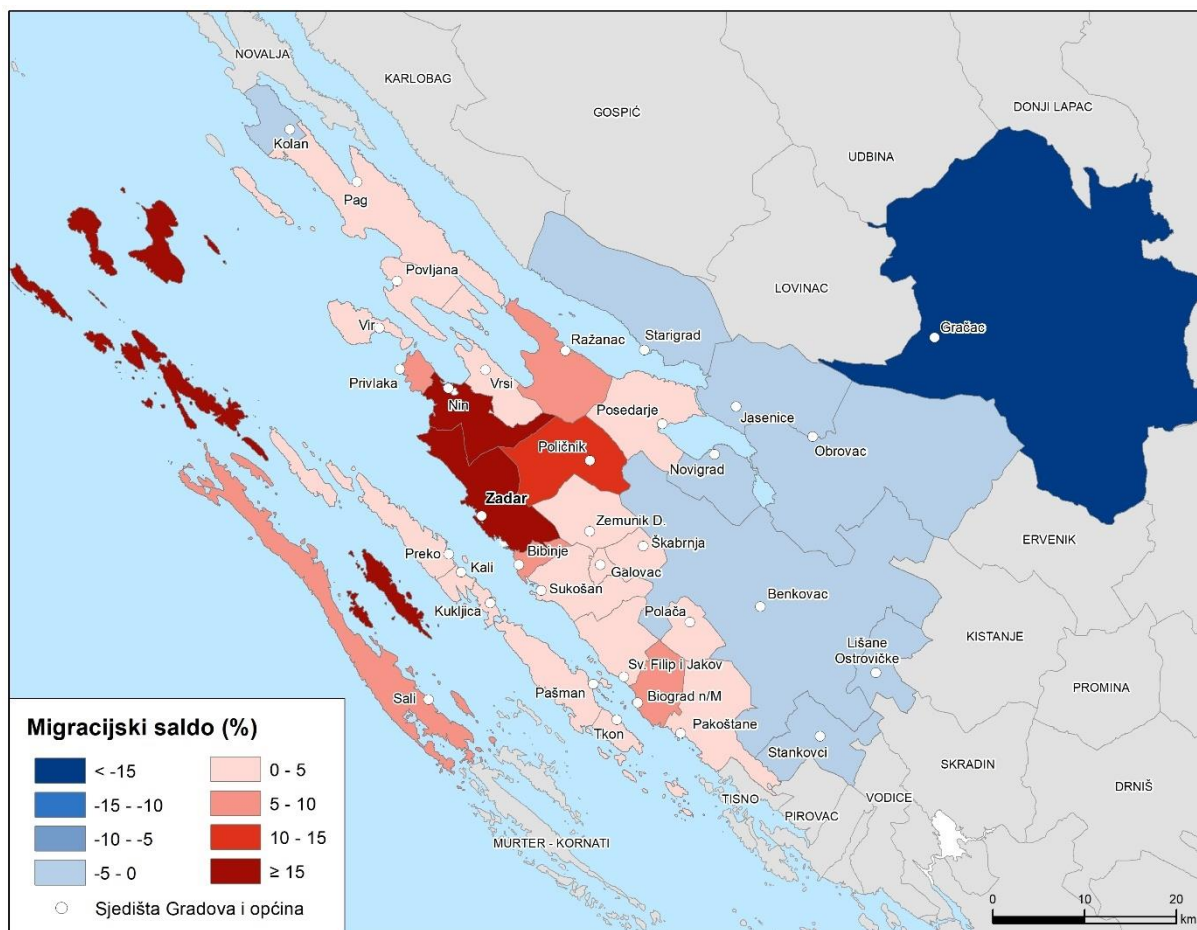 NOVALJA
KARLOBAG
GOSPIĆ
DONJI LAPAC
UDBINA
LOVINAC
Kolan
Pag
Povljana
Vir
Ražanac
Starigrad
Gračac
Privlaka
Nin
Vrsi
Posedarje
Jasenice
Poličnik
Novigrad
Obrovac
Zadar
Zemunik D.
Škabrnja
ERVENIK
Preko
Bibinje
Kali
Galovac
Sukošan
Kukljica
Benkovac
Polača
KISTANJE
Lišane
Ostrovičke
Sv. Filip i Jakov
PROMINA
Sali
Pašman
Biograd n/M
Tkon
Pakoštane
Stankovci
SKRADIN
DRNIŠ
TISNO
VODICE
PIROVAC
MURTER - KORNATI
Migracijski saldo (%)
< -15
-15 - -10
-10 - -5
-5 - 0
0 - 5
5 - 10
10 - 15
≥ 15
Sjedišta Gradova i općina
0 10 20
km